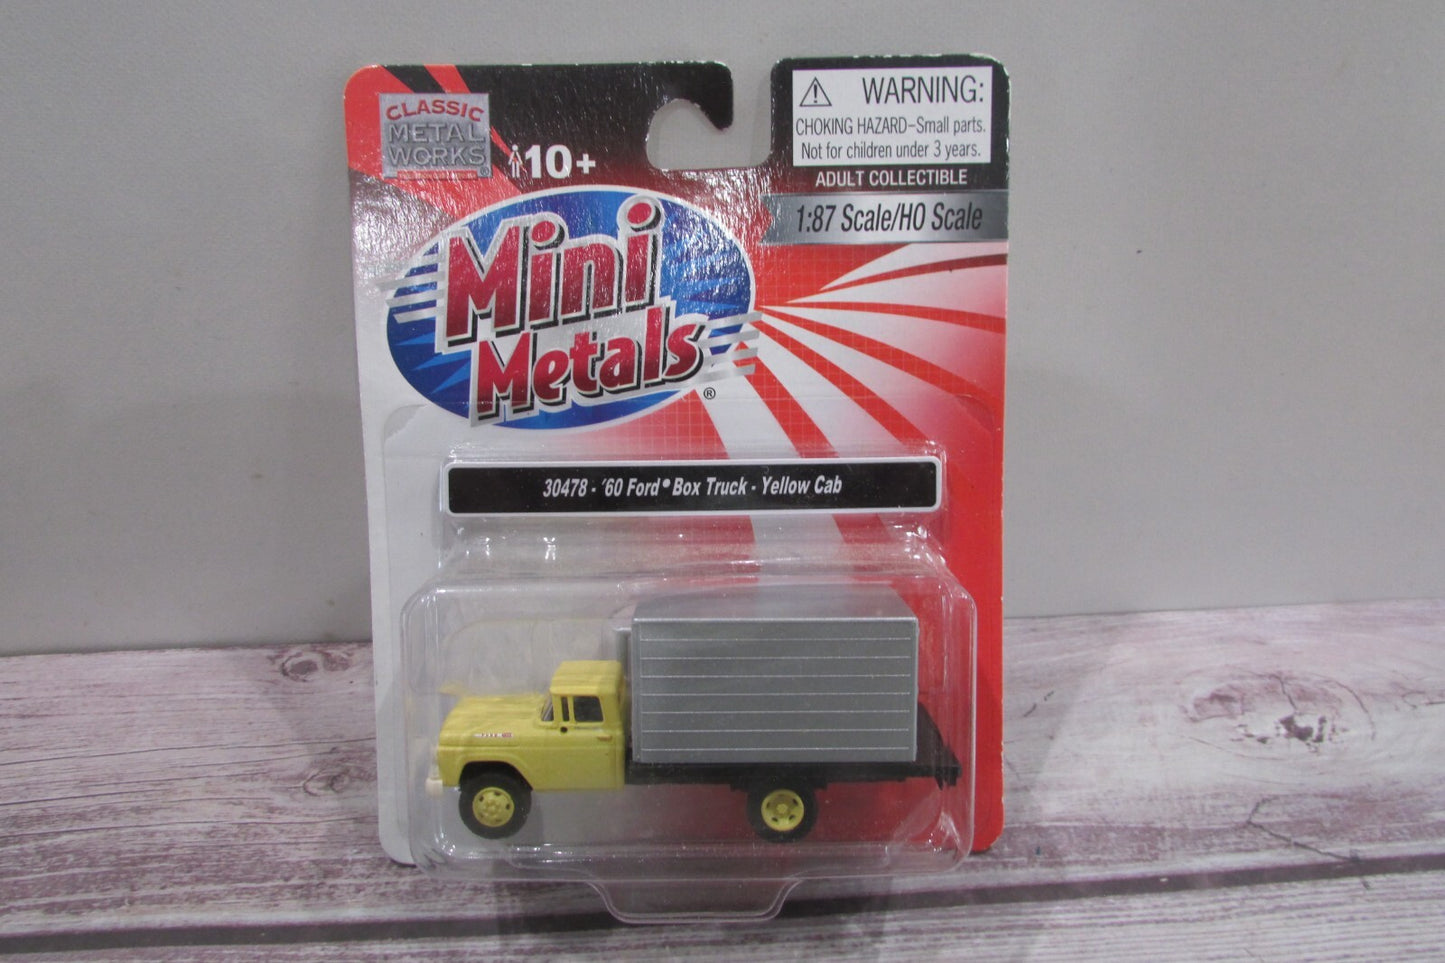 CLASSIC
METAL
WORKS
10+
WARNING:
CHOKING HAZARD–Small parts.
Not for children under 3 years.
ADULT COLLECTIBLE
1:87 Scale/HO Scale
Mini
Metals®
30478 - '60 Ford® Box Truck - Yellow Cab